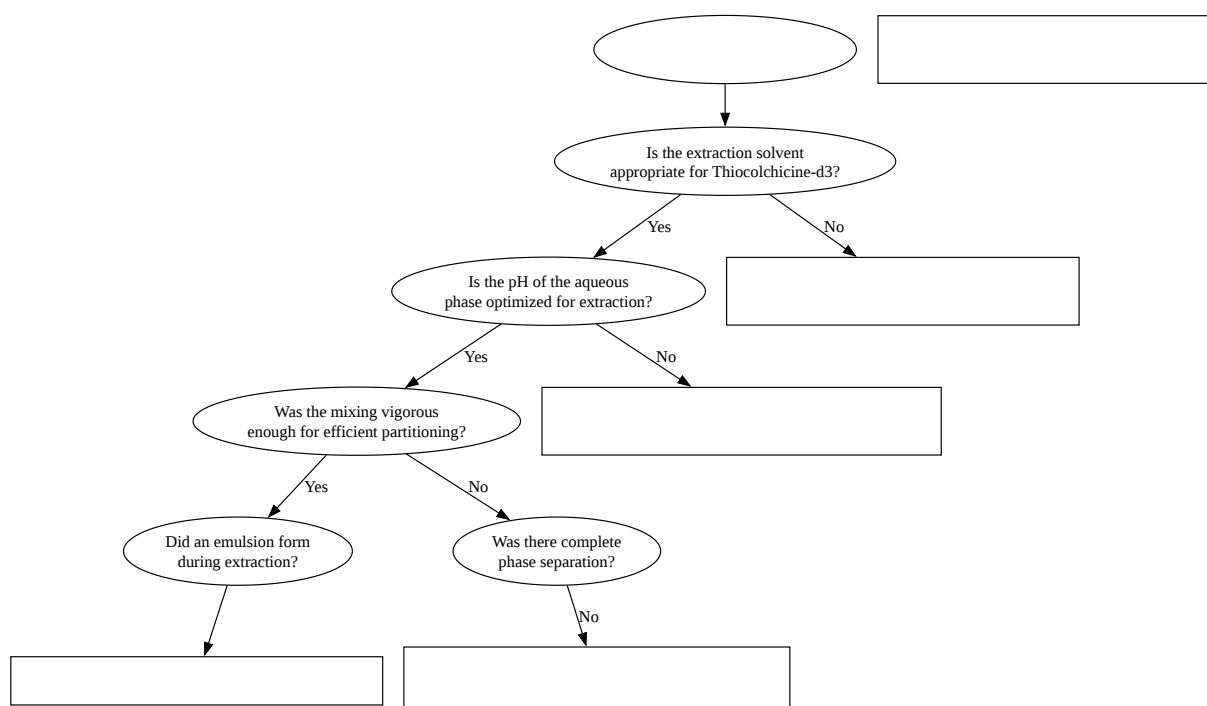 Is the extraction solvent
appropriate for Thiocolchicine-d3?
Yes
No
Is the pH of the aqueous
phase optimized for extraction?
Yes
No
Was the mixing vigorous
enough for efficient partitioning?
Yes
No
Did an emulsion form
during extraction?
Was there complete
phase separation?
No